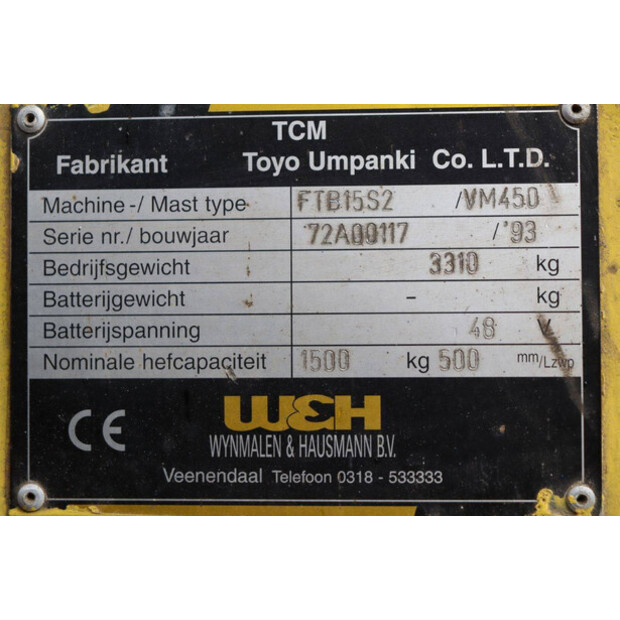 TCM
Fabrikant Toyo Umpanki Co. L.T.D.
Machine-/ Mast type FTB15S2 /VM450
Serie nr./ bouwjaar 72A00117 /'93
Bedrijfsgewicht 3310 kg
Batterijgewicht - kg
Batterijspanning 48 V
Nominale hefcapaciteit 1500 kg 500 mm/Lzwp
CE W&H
WYNMALEN & HAUSMANN B.V.
Veenendaal Telefoon 0318 - 533333